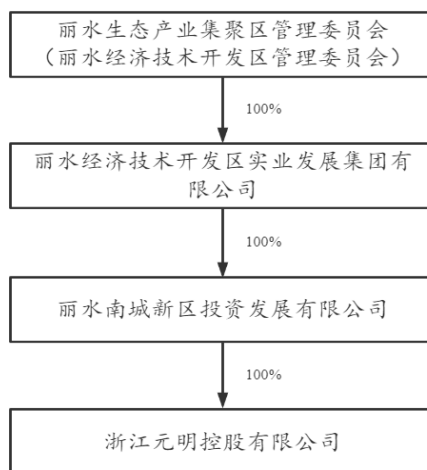 丽水生态产业集聚区管理委员会
（丽水经济技术开发区管理委员会）
100%
丽水经济技术开发区实业发展集团有
限公司
100%
丽水南城新区投资发展有限公司
100%
浙江元明控股有限公司